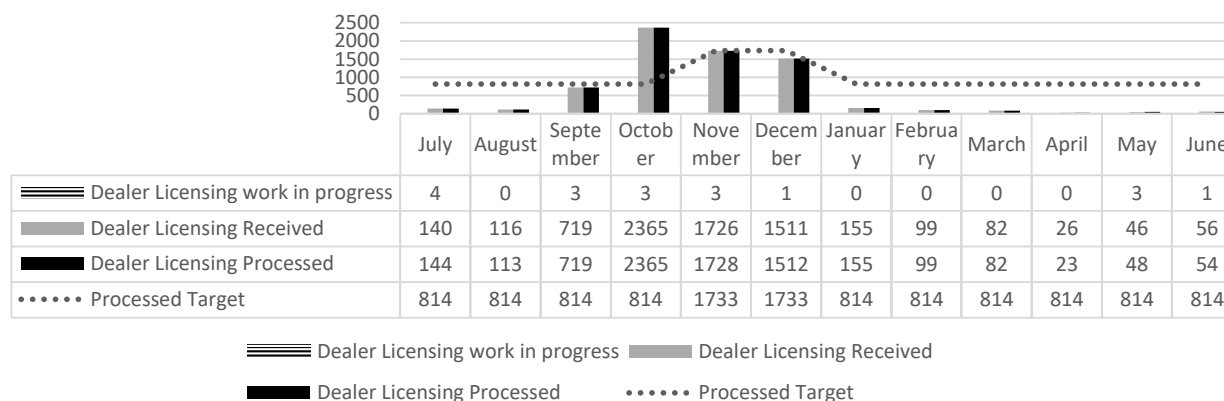 2500
2000
1500
1000
500
0
July August Septe mber Octob er Nove mber Decem ber Januar y Februa ry March April May June
Dealer Licensing work in progress 4 0 3 3 3 1 0 0 0 0 3 1
Dealer Licensing Received 140 116 719 2365 1726 1511 155 99 82 26 46 56
Dealer Licensing Processed 144 113 719 2365 1728 1512 155 99 82 23 48 54
Processed Target 814 814 814 814 1733 1733 814 814 814 814 814 814
Dealer Licensing work in progress Dealer Licensing Received
Dealer Licensing Processed Processed Target